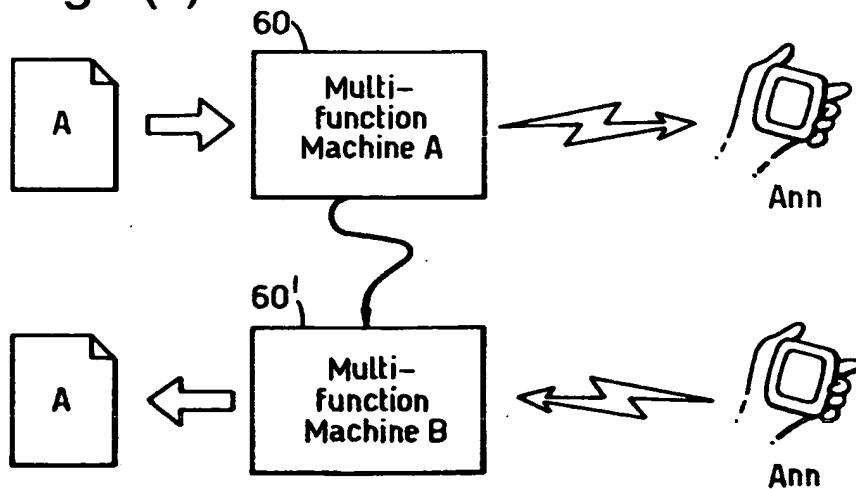 60
A
Multi-
function
Machine A
Ann
60'
A
Multi-
function
Machine B
Ann